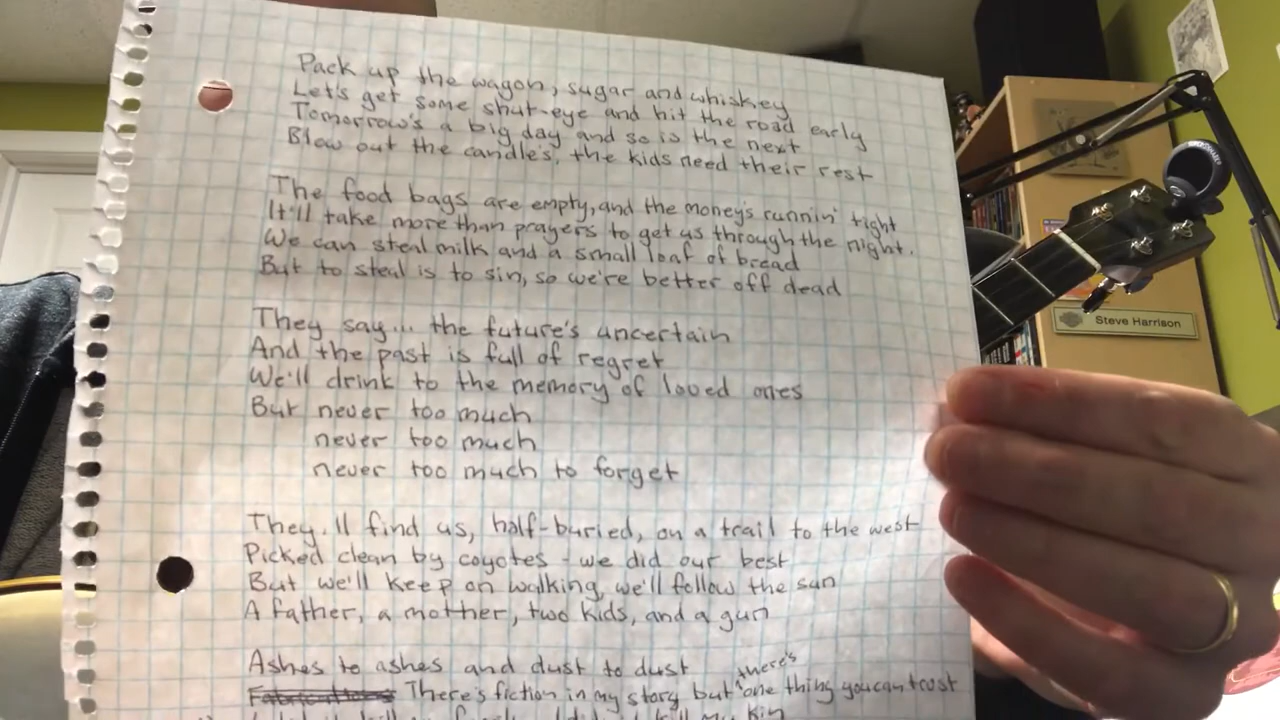 Pack up the wagon, sugar and whiskey
Let's get some shut-eye and hit the road early
Tomorrow's a big day and so is the next
Blow out the candle's, the kids need their rest
The food bags are empty, and the money's runnin' tight
It'll take more than prayers to get us through the night.
We can steal milk and a small loaf of bread
But to steal is to sin, so we're better off dead
They say... the future's uncertain
And the past is full of regret
We'll drink to the memory of loved ones
But never too much
never too much
never too much to forget
They.ll find us, half-buried, on a trail to the west
Picked clean by coyotes - we did our best
But we'll keep on walking, we'll follow the sun
A father, a mother, two kids, and a gun
Ashes to ashes and dust to dust
There's fiction in my story but there's one thing you can trust
kill my kin
Steve Harrison